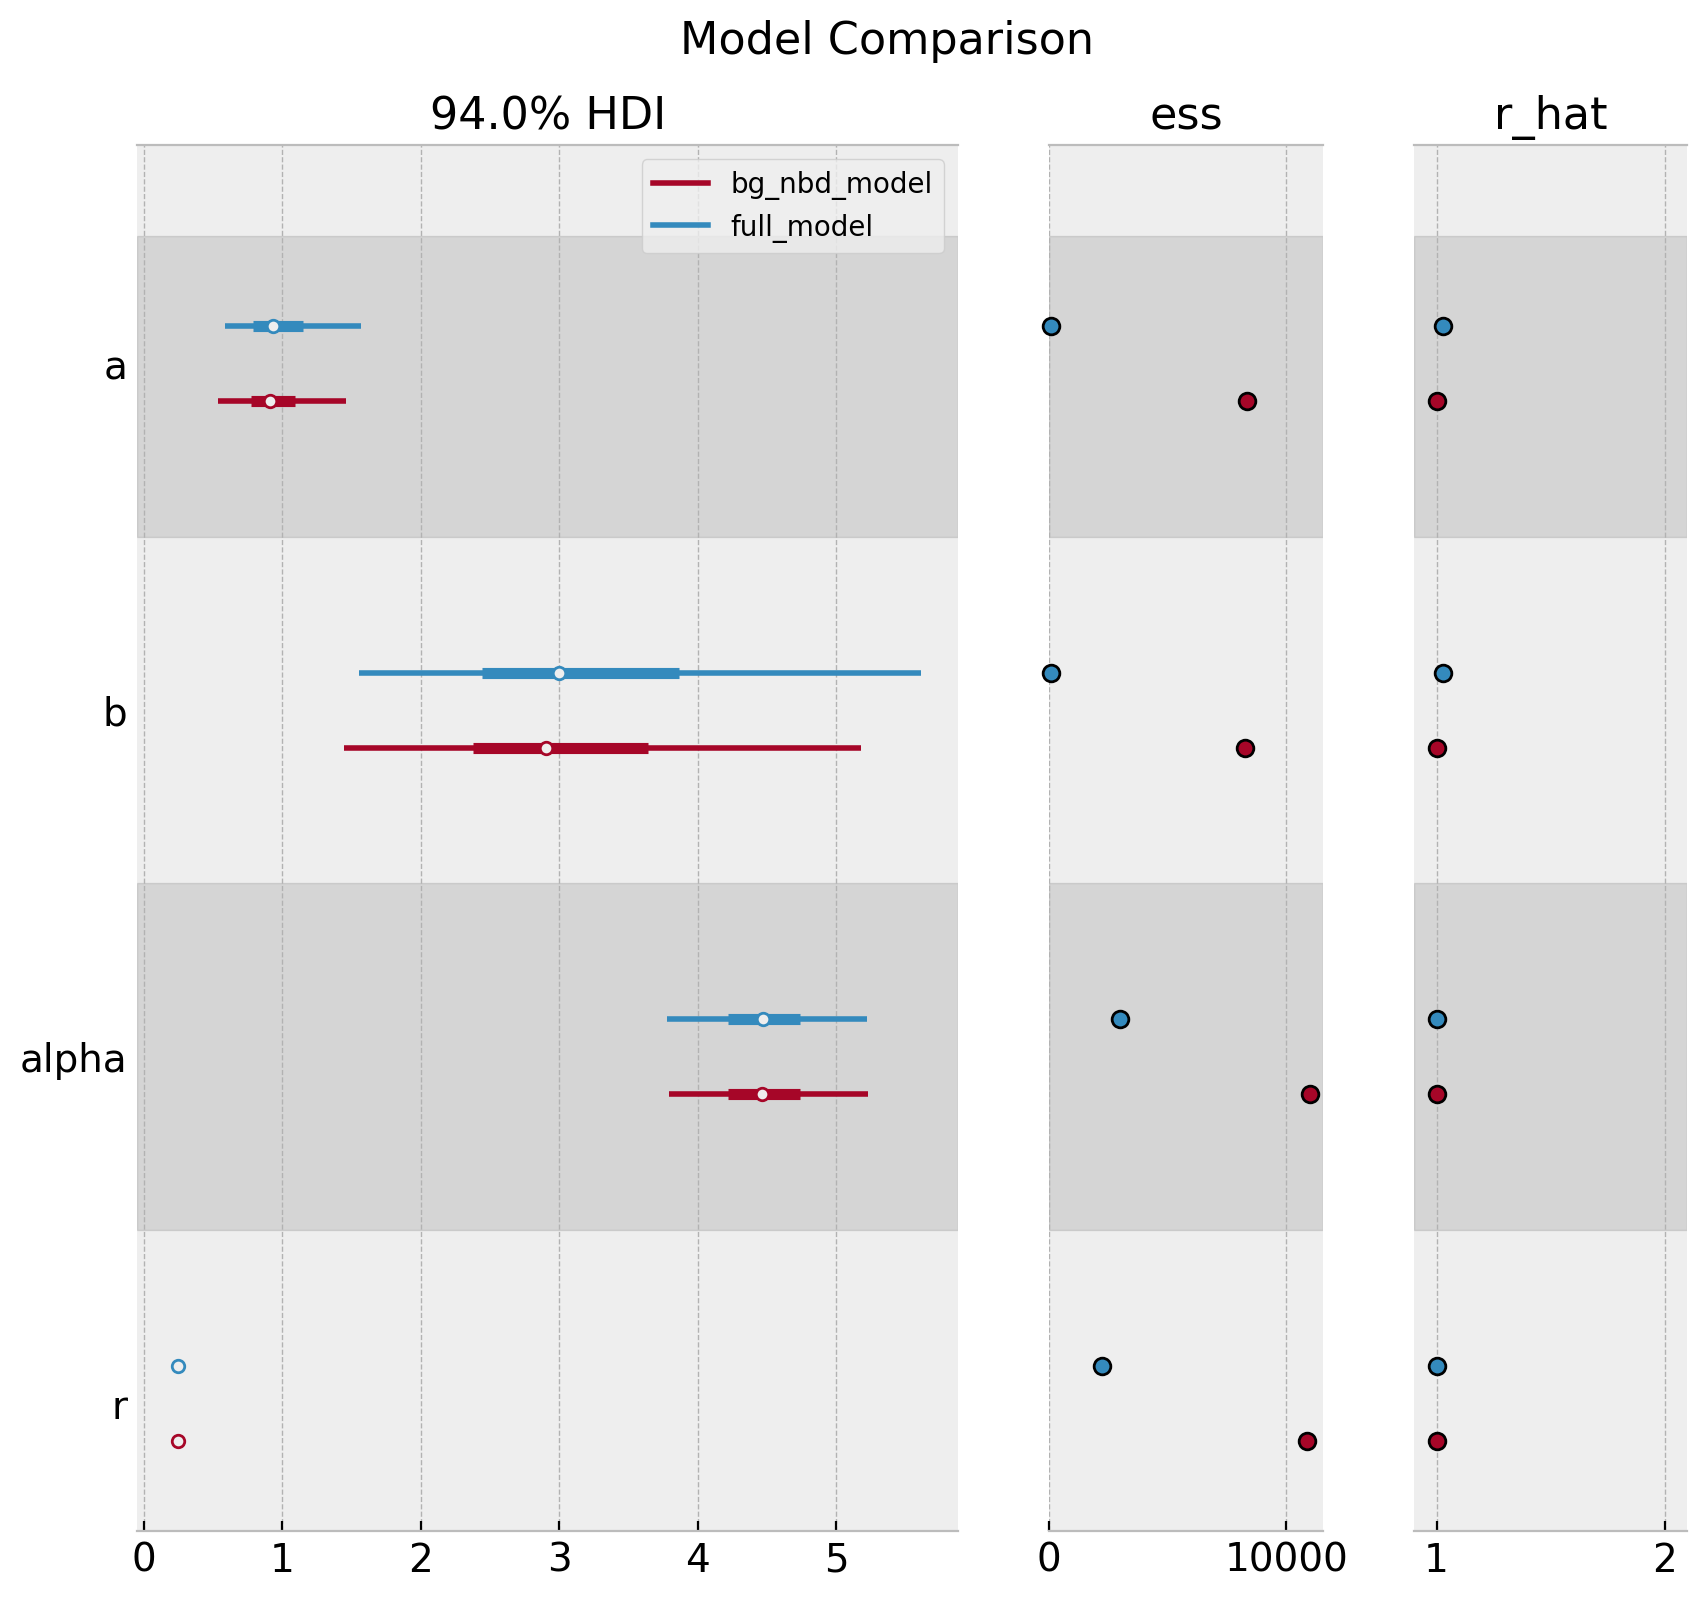 Model Comparison
94.0% HDI
ess
r_hat
bg_nbd_model
full_model
a
b
alpha
r
0 1 2 3 4 5
0 10000
1 2